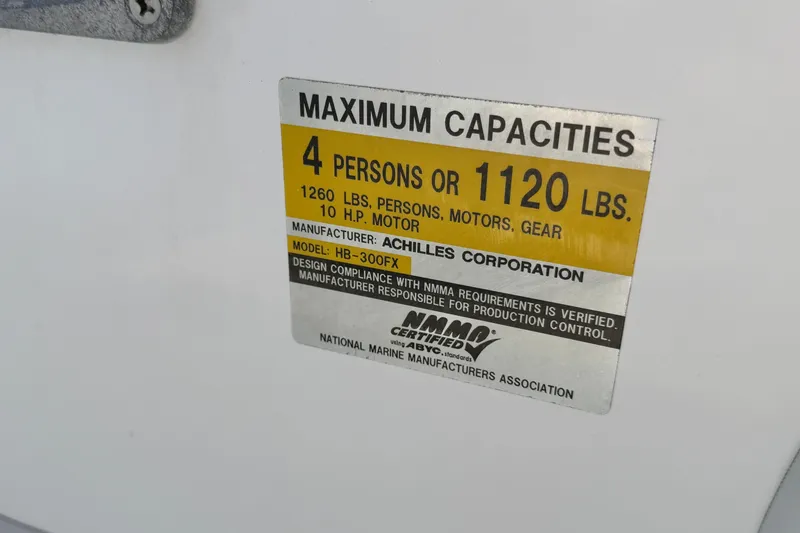 MAXIMUM CAPACITIES
4 PERSONS OR 1120 LBS.
1260 LBS. PERSONS, MOTORS, GEAR
10 H.P. MOTOR
MANUFACTURER: ACHILLES CORPORATION
MODEL: HB-300FX
DESIGN COMPLIANCE WITH NMMA REQUIREMENTS IS VERIFIED.
MANUFACTURER RESPONSIBLE FOR PRODUCTION CONTROL.
NMMA®
CERTIFIED
using ABYC. standards
NATIONAL MARINE MANUFACTURERS ASSOCIATION